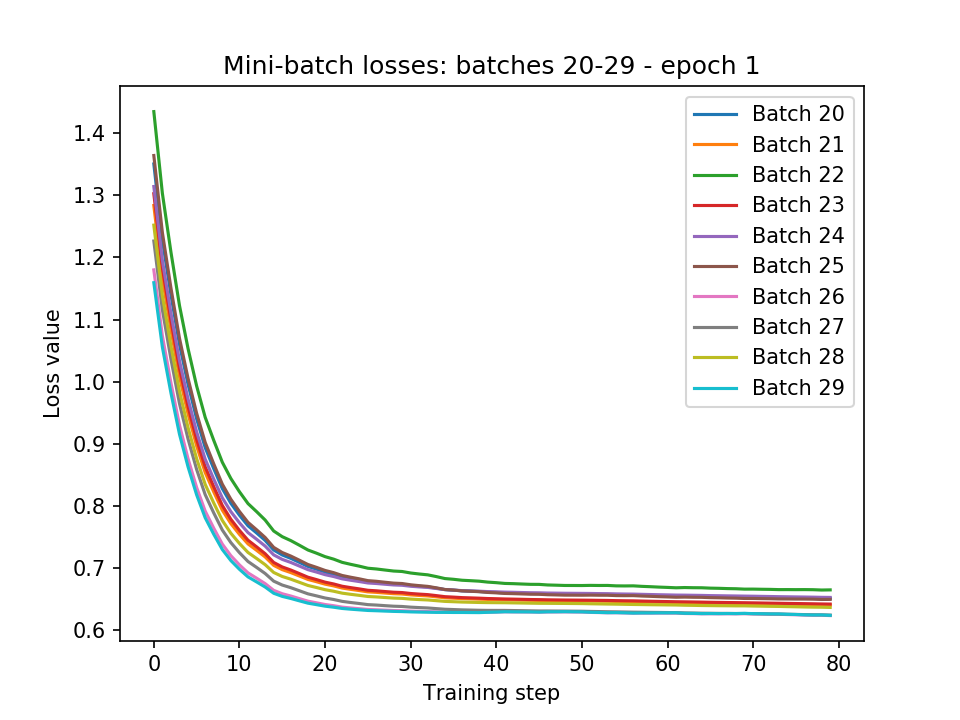 Mini-batch losses: batches 20-29 - epoch 1
Loss value
1.4
1.3
1.2
1.1
1.0
0.9
0.8
0.7
0.6
Batch 20
Batch 21
Batch 22
Batch 23
Batch 24
Batch 25
Batch 26
Batch 27
Batch 28
Batch 29
0 10 20 30 40 50 60 70 80
Training step